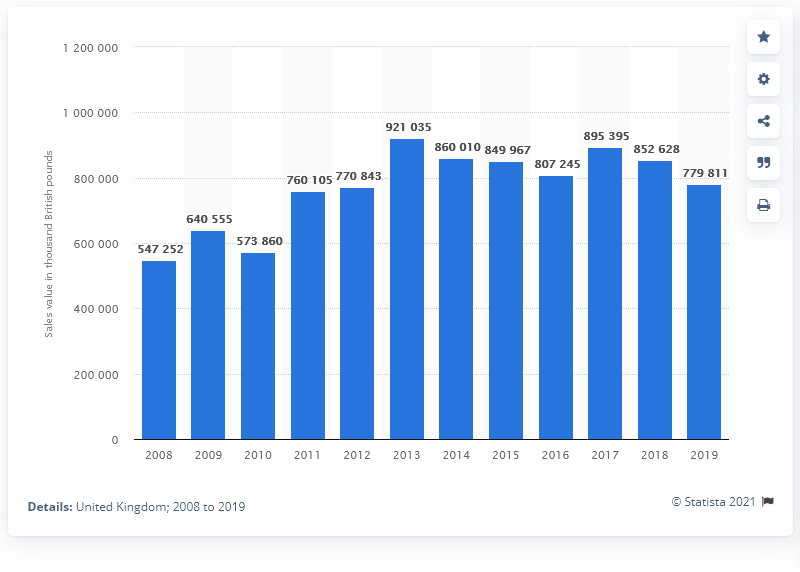 1 200 000
1 000 000
800 000
600 000
400 000
200 000
0
Sales value in thousand British pounds
547 252
640 555
573 860
760 105
770 843
921 035
860 010
849 967
807 245
895 395
852 628
779 811
2008 2009 2010 2011 2012 2013 2014 2015 2016 2017 2018 2019
Details: United Kingdom; 2008 to 2019
© Statista 2021